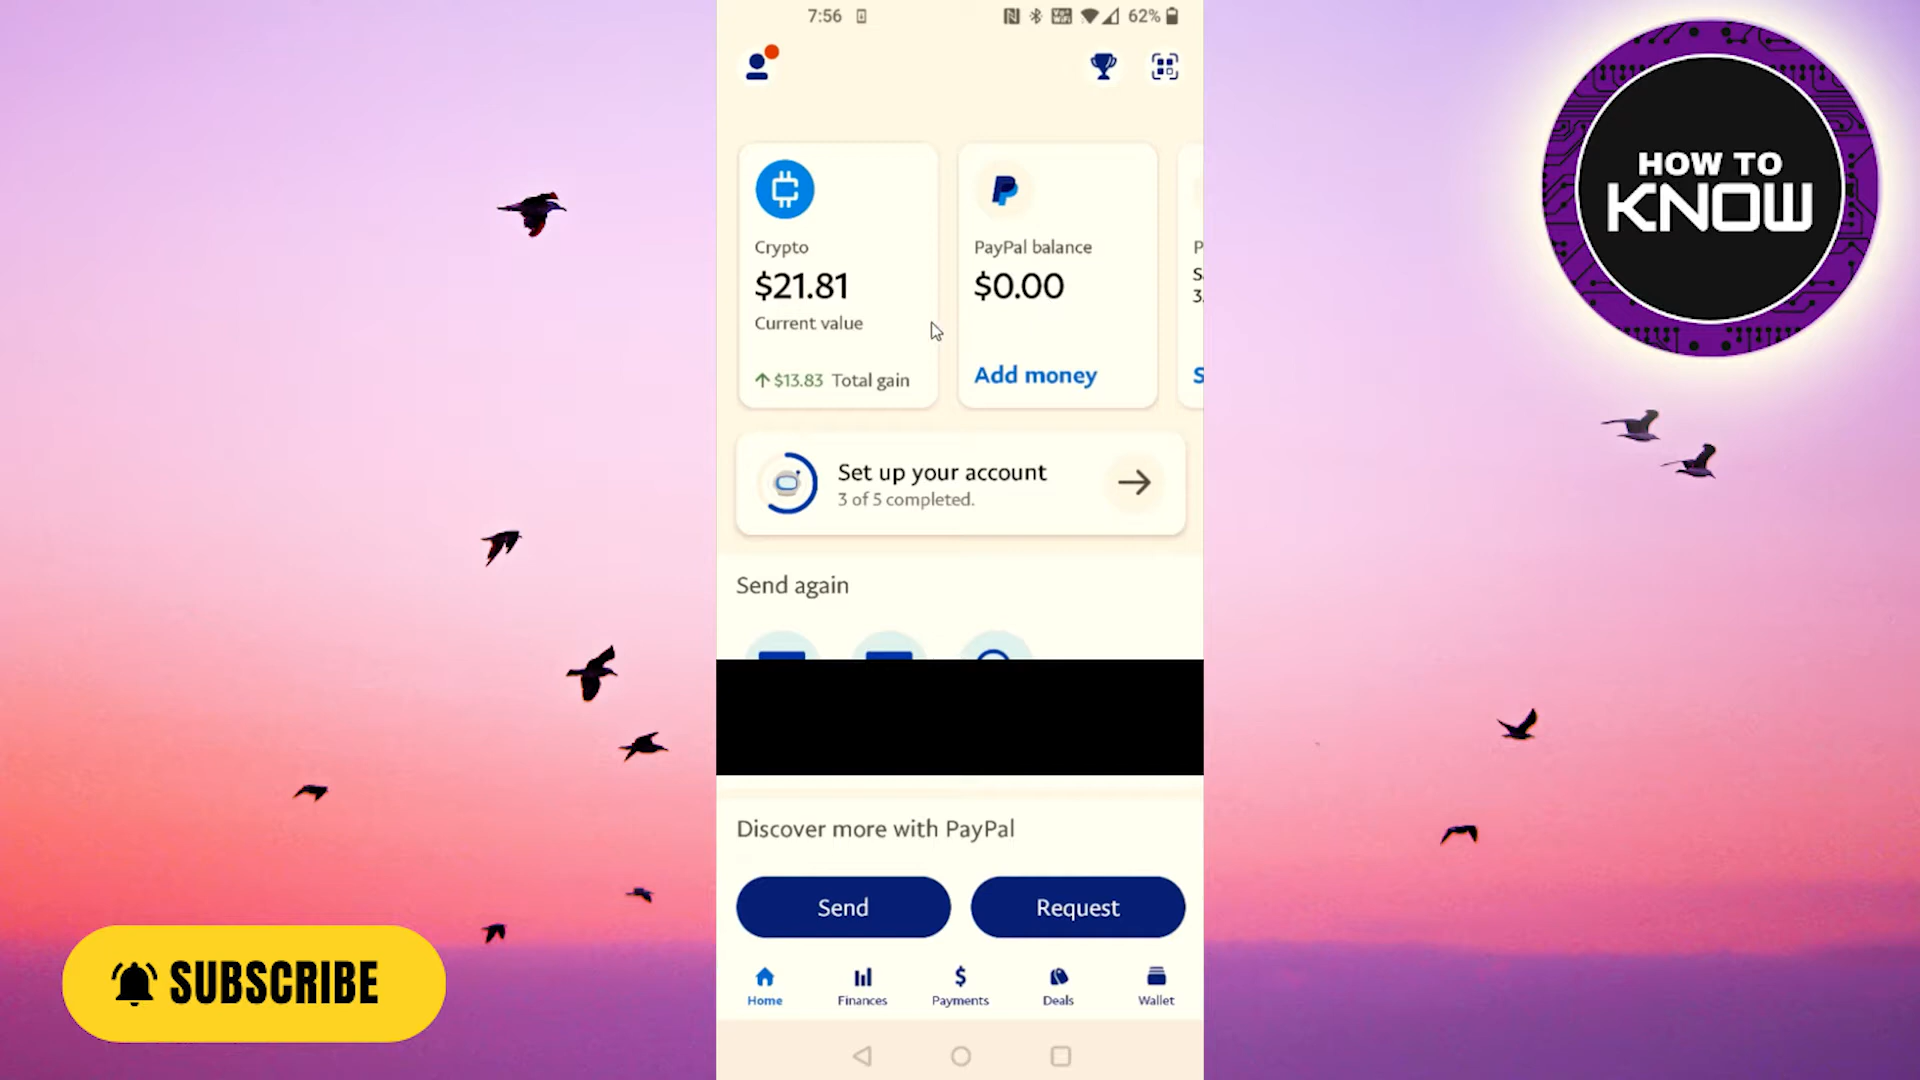 7:56
62%
Crypto
$21.81
Current value
↑ $13.83 Total gain
PayPal balance
$0.00
Add money
P
S
3.
S
Set up your account
3 of 5 completed.
Send again
Discover more with PayPal
Send
Request
Home
Finances
Payments
Deals
Wallet
HOW TO
KNOW
SUBSCRIBE